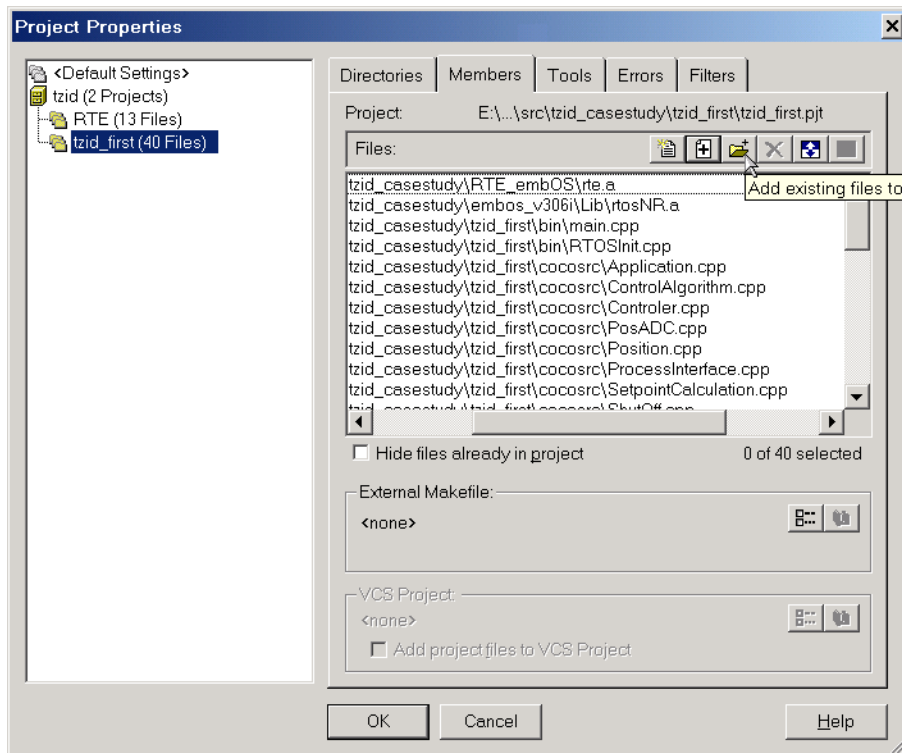 Project Properties
<Default Settings>
tzid (2 Projects)
RTE (13 Files)
tzid_first (40 Files)
Directories
Members
Tools
Errors
Filters
Project: E:\...\src\tzid_casestudy\tzid_first\tzid_first.pjt
Files:
Add existing files to
tzid_casestudy\RTE_embOS\rte.a
tzid_casestudy\embos_v306i\Lib\rtosNR.a
tzid_casestudy\tzid_first\bin\main.cpp
tzid_casestudy\tzid_first\bin\RTOSInit.cpp
tzid_casestudy\tzid_first\cocosrc\Application.cpp
tzid_casestudy\tzid_first\cocosrc\ControlAlgorithm.cpp
tzid_casestudy\tzid_first\cocosrc\Controler.cpp
tzid_casestudy\tzid_first\cocosrc\PosADC.cpp
tzid_casestudy\tzid_first\cocosrc\Position.cpp
tzid_casestudy\tzid_first\cocosrc\ProcessInterface.cpp
tzid_casestudy\tzid_first\cocosrc\SetpointCalculation.cpp
tzid_casestudy\tzid_first\cocosrc\ShutOff.cpp
Hide files already in project
0 of 40 selected
External Makefile:
<none>
VCS Project:
<none>
Add project files to VCS Project
OK
Cancel
Help